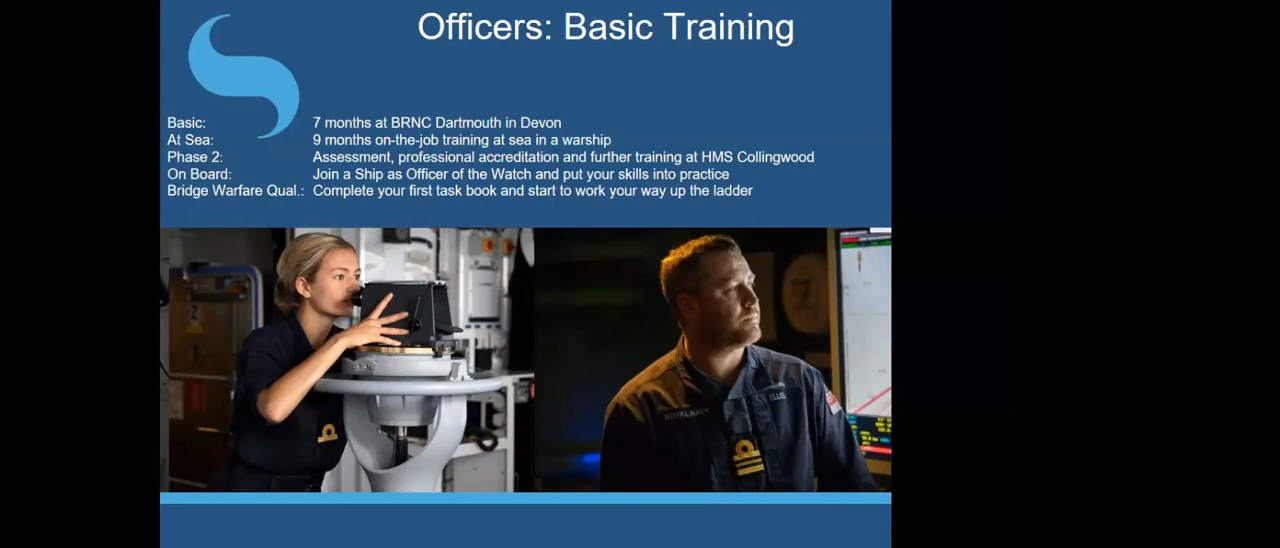 Officers: Basic Training
Basic: 7 months at BRNC Dartmouth in Devon
At Sea: 9 months on-the-job training at sea in a warship
Phase 2: Assessment, professional accreditation and further training at HMS Collingwood
On Board: Join a Ship as Officer of the Watch and put your skills into practice
Bridge Warfare Qual.: Complete your first task book and start to work your way up the ladder
ROYAL NAVY
ELLIS